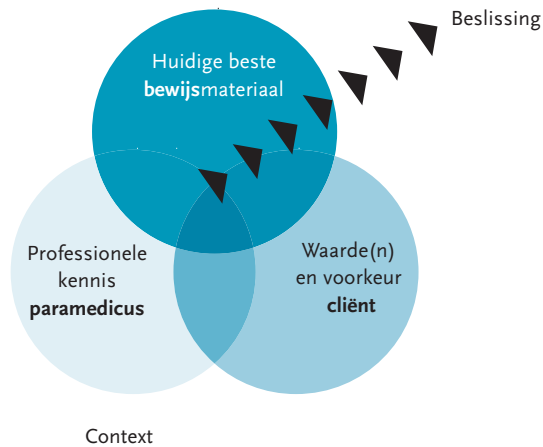 Beslissing
Huidige beste
bewijsmateriaal
Professionele
kennis
paramedicus
Waarde(n)
en voorkeur
cliënt
Context